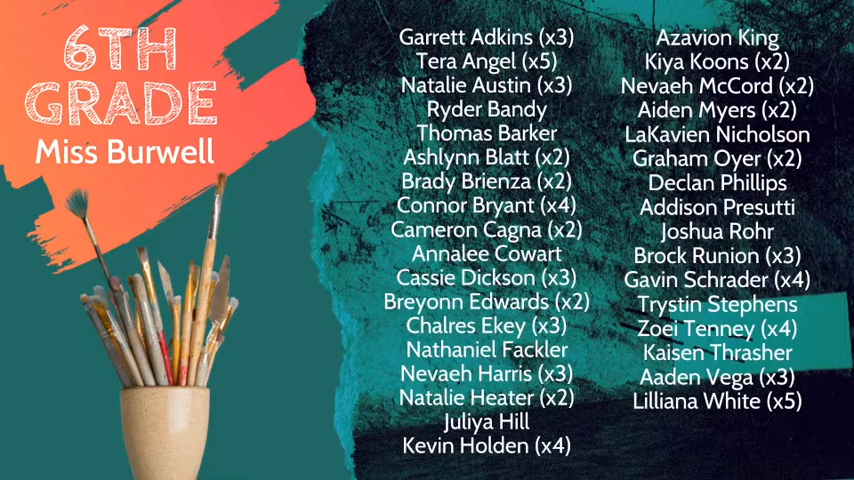 6TH
GRADE
Miss Burwell
Garrett Adkins (x3)
Tera Angel (x5)
Natalie Austin (x3)
Ryder Bandy
Thomas Barker
Ashlynn Blatt (x2)
Brady Brienza (x2)
Connor Bryant (x4)
Cameron Cagna (x2)
Annalee Cowart
Cassie Dickson (x3)
Breyonn Edwards (x2)
Chalres Ekey (x3)
Nathaniel Fackler
Nevaeh Harris (x3)
Natalie Heater (x2)
Juliya Hill
Kevin Holden (x4)
Azavion King
Kiya Koons (x2)
Nevaeh McCord (x2)
Aiden Myers (x2)
LaKavien Nicholson
Graham Oyer (x2)
Declan Phillips
Addison Presutti
Joshua Rohr
Brock Runion (x3)
Gavin Schrader (x4)
Trystin Stephens
Zoei Tenney (x4)
Kaisen Thrasher
Aaden Vega (x3)
Lilliana White (x5)